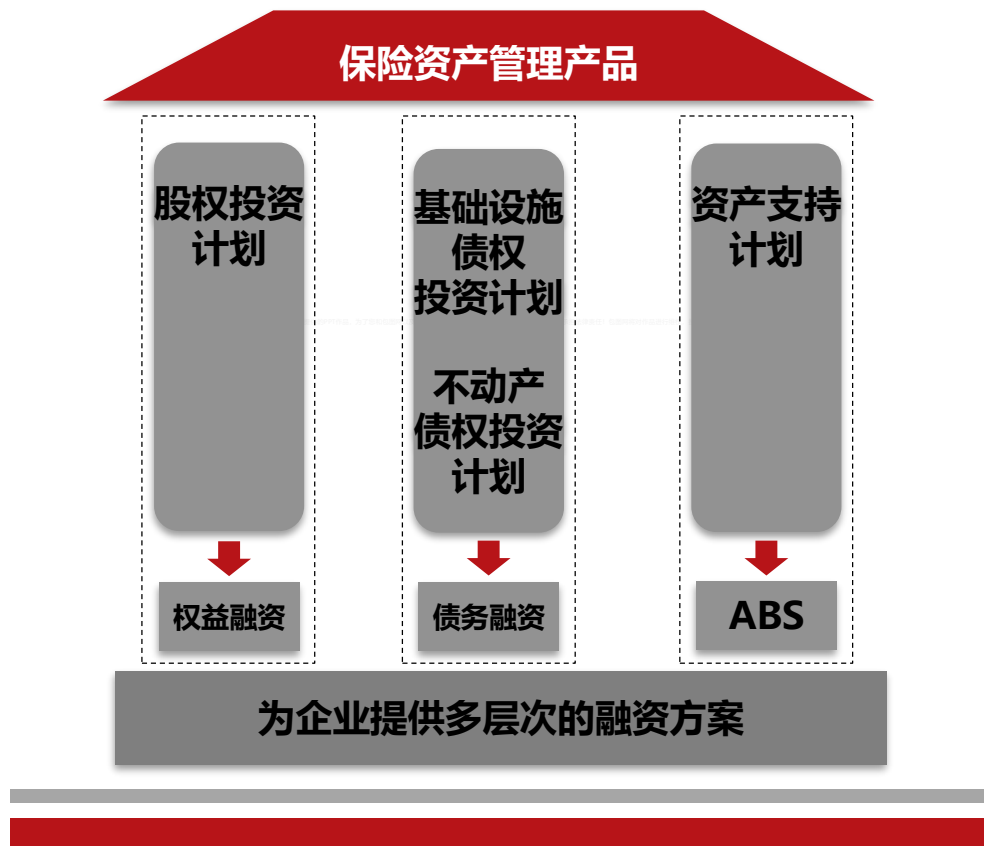 保险资产管理产品
股权投资
计划
基础设施
债权
投资计划
不动产
债权投资
计划
资产支持
计划
权益融资
债务融资
ABS
为企业提供多层次的融资方案